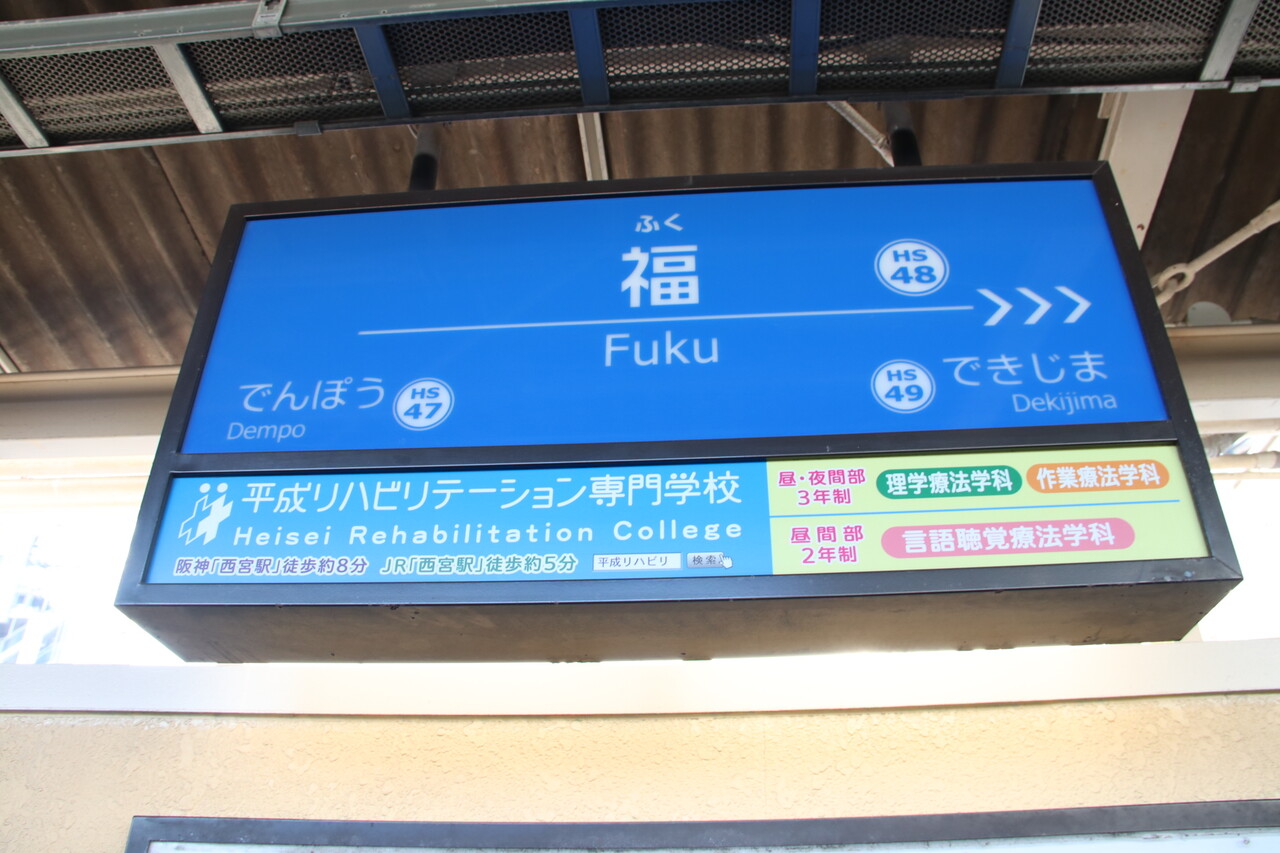 ふく
福
HS
48
Fuku
でんぽう
HS
47
Dempo
HS
49
できじま
Dekijima
平成リハビリテーション専門学校
Heisei Rehabilitation College
阪神「西宮駅」徒歩約8分 JR「西宮駅」徒歩約5分 平成リハビリ 検索
昼・夜間部
3年制
理学療法学科 作業療法学科
昼間部
2年制
言語聴覚療法学科